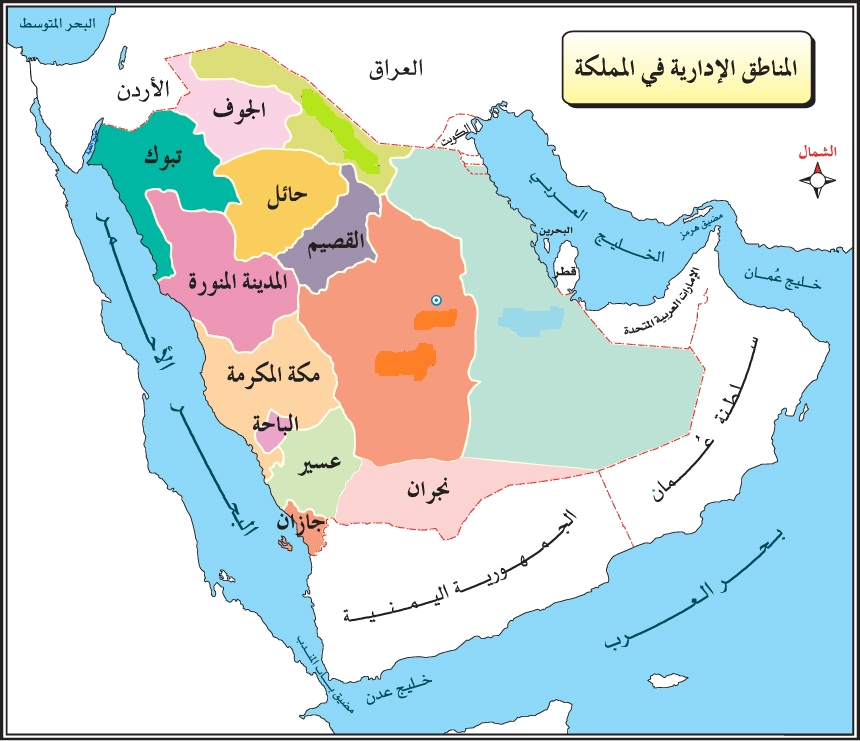 البحر المتوسط
المناطق الإدارية في المملكة
العراق
الأردن
الجوف
الكويت
تبوك
الشمال
حائل
الخليج العربي
مضيق هرمز
القصيم
البحرين
قطر
خليج عُمان
المدينة المنورة
الإمارات العربية المتحدة
البحر الأحمر
مكة المكرمة
سلطنة عُمان
الباحة
عسير
نجران
جازان
الجمهورية اليمنية
بحر العرب
مضيق باب المندب
خليج عدن